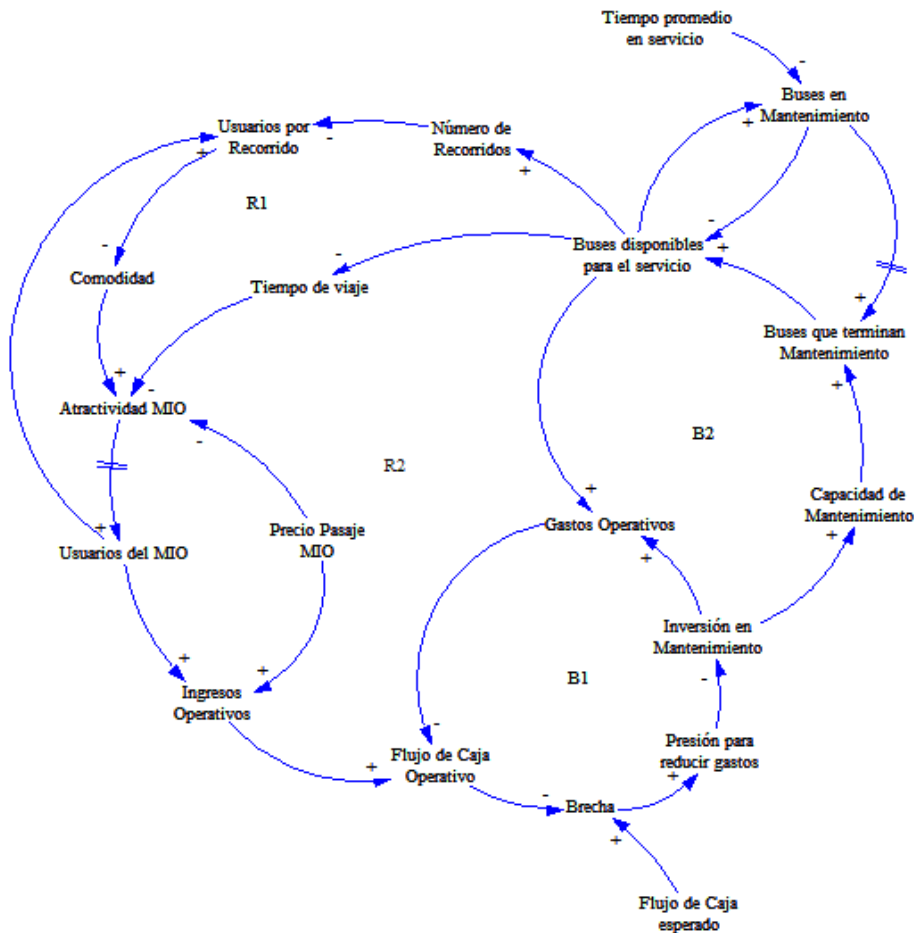 Tiempo promedio
en servicio
-
Buses en
Mantenimiento
+
Usuarios por
Recorrido
+
-
Número de
Recorridos
+
R1
-
Comodidad
-
Tiempo de viaje
Buses disponibles
para el servicio
-
+
+
Buses que terminan
Mantenimiento
+
+
-
Atractividad MIO
-
B2
R2
+
Usuarios del MIO
Precio Pasaje
MIO
+
Gastos Operativos
+
Capacidad de
Mantenimiento
+
Inversión en
Mantenimiento
-
+
+
Ingresos
Operativos
B1
-
Flujo de Caja
Operativo
+
Presión para
reducir gastos
+
-
Brecha
+
Flujo de Caja
esperado